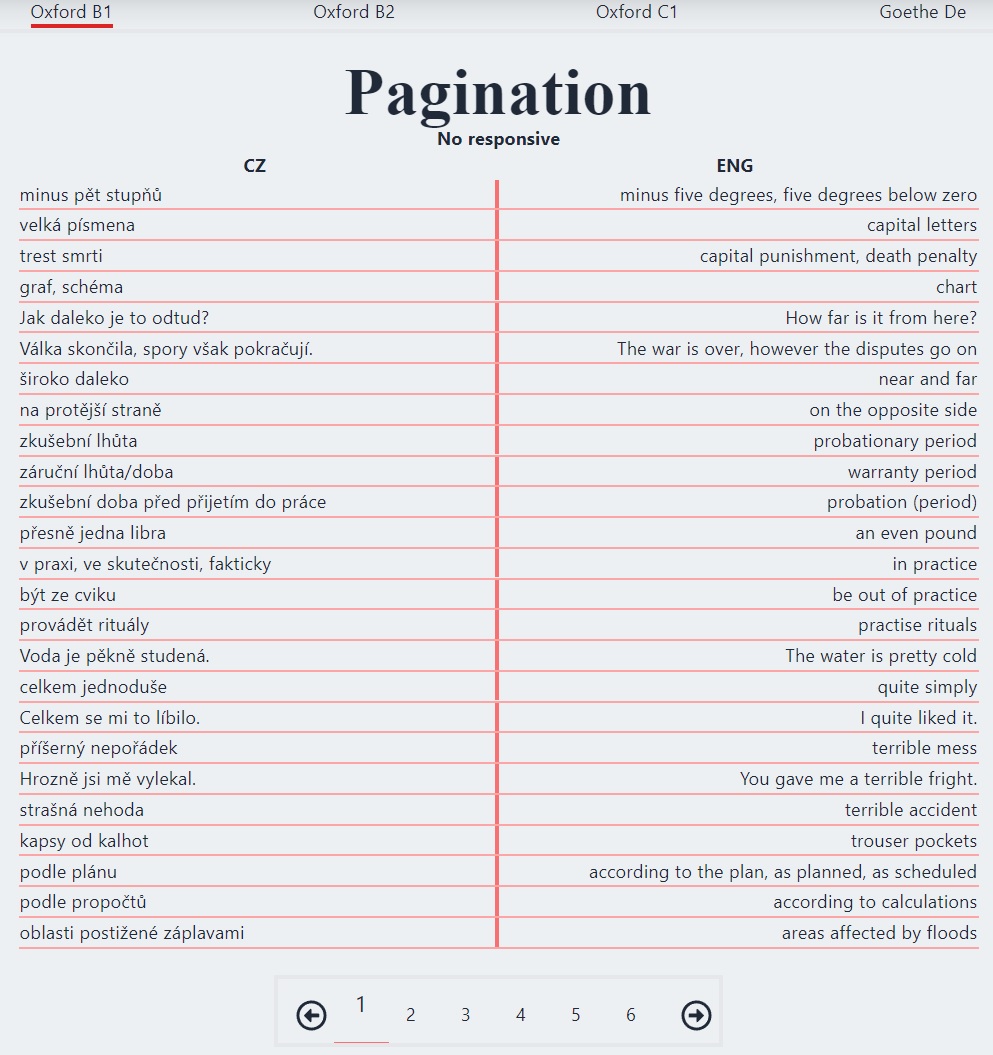 Oxford B1 Oxford B2 Oxford C1 Goethe De
Pagination
No responsive
CZ ENG
minus pět stupňů minus five degrees, five degrees below zero
velká písmena capital letters
trest smrti capital punishment, death penalty
graf, schéma chart
Jak daleko je to odtud? How far is it from here?
Válka skončila, spory však pokračují. The war is over, however the disputes go on
široko daleko near and far
na protější straně on the opposite side
zkušební lhůta probationary period
záruční lhůta/doba warranty period
zkušební doba před přijetím do práce probation (period)
přesně jedna libra an even pound
v praxi, ve skutečnosti, fakticky in practice
být ze cviku be out of practice
provádět rituály practise rituals
Voda je pěkně studená. The water is pretty cold
celkem jednoduše quite simply
Celkem se mi to líbilo. I quite liked it.
příšerný nepořádek terrible mess
Hrozně jsi mě vylekal. You gave me a terrible fright.
strašná nehoda terrible accident
kapsy od kalhot trouser pockets
podle plánu according to the plan, as planned, as scheduled
podle propočtů according to calculations
oblasti postižené záplavami areas affected by floods
1 2 3 4 5 6